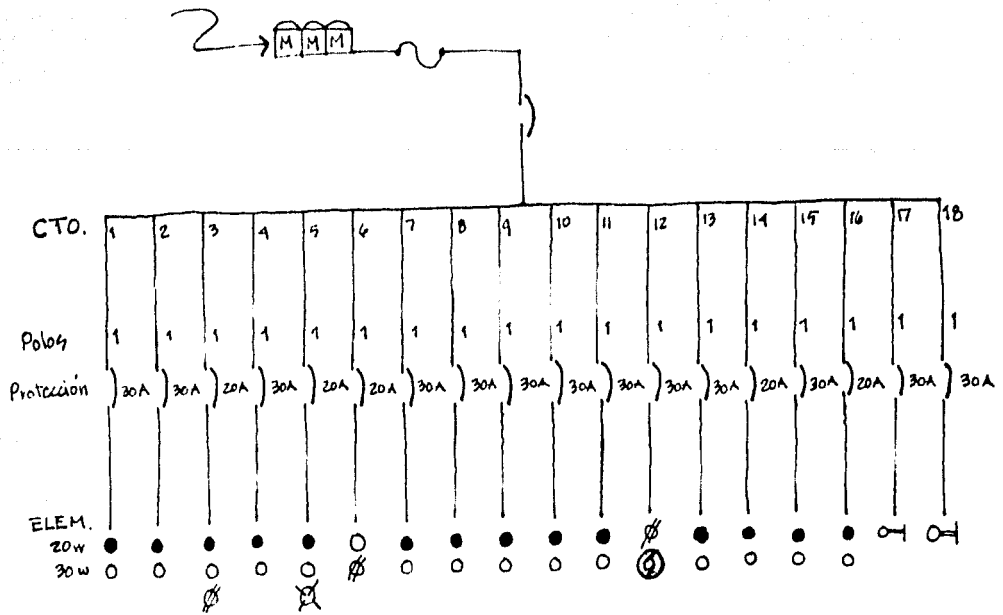 M M M
CTO. 1 2 3 4 5 6 7 8 9 10 11 12 13 14 15 16 17 18
Polos 1 1 1 1 1 1 1 1 1 1 1 1 1 1 1 1 1 1
Protección 30A 30A 20A 30A 20A 20A 30A 30A 30A 30A 30A 30A 30A 20A 30A 20A 30A 30A
ELEM.
20w
30w